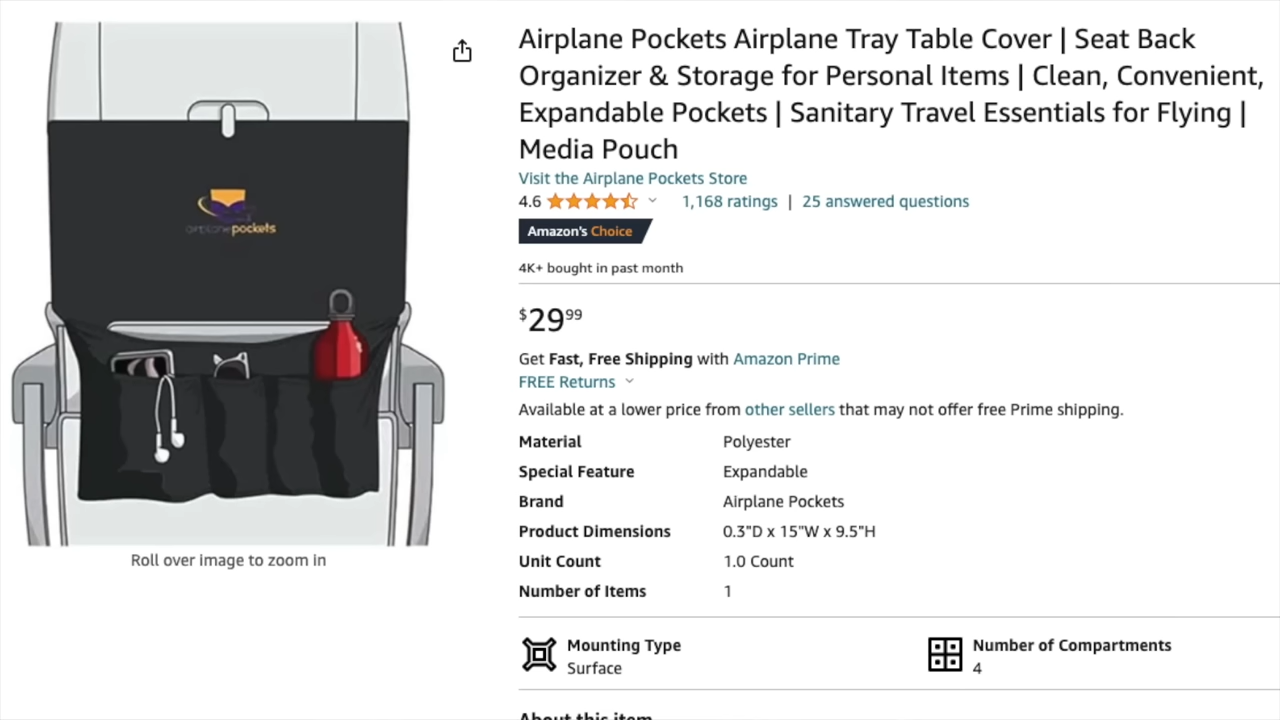 Airplane Pockets Airplane Tray Table Cover | Seat Back
Organizer & Storage for Personal Items | Clean, Convenient,
Expandable Pockets | Sanitary Travel Essentials for Flying |
Media Pouch
Visit the Airplane Pockets Store
4.6
1,168 ratings | 25 answered questions
Amazon's Choice
4K+ bought in past month
$29 99
Get Fast, Free Shipping with Amazon Prime
FREE Returns
Available at a lower price from other sellers that may not offer free Prime shipping.
Material Polyester
Special Feature Expandable
Brand Airplane Pockets
Product Dimensions 0.3"D x 15"W x 9.5"H
Unit Count 1.0 Count
Number of Items 1
Mounting Type
Surface
Number of Compartments
4
About this item
airplanepockets
Roll over image to zoom in